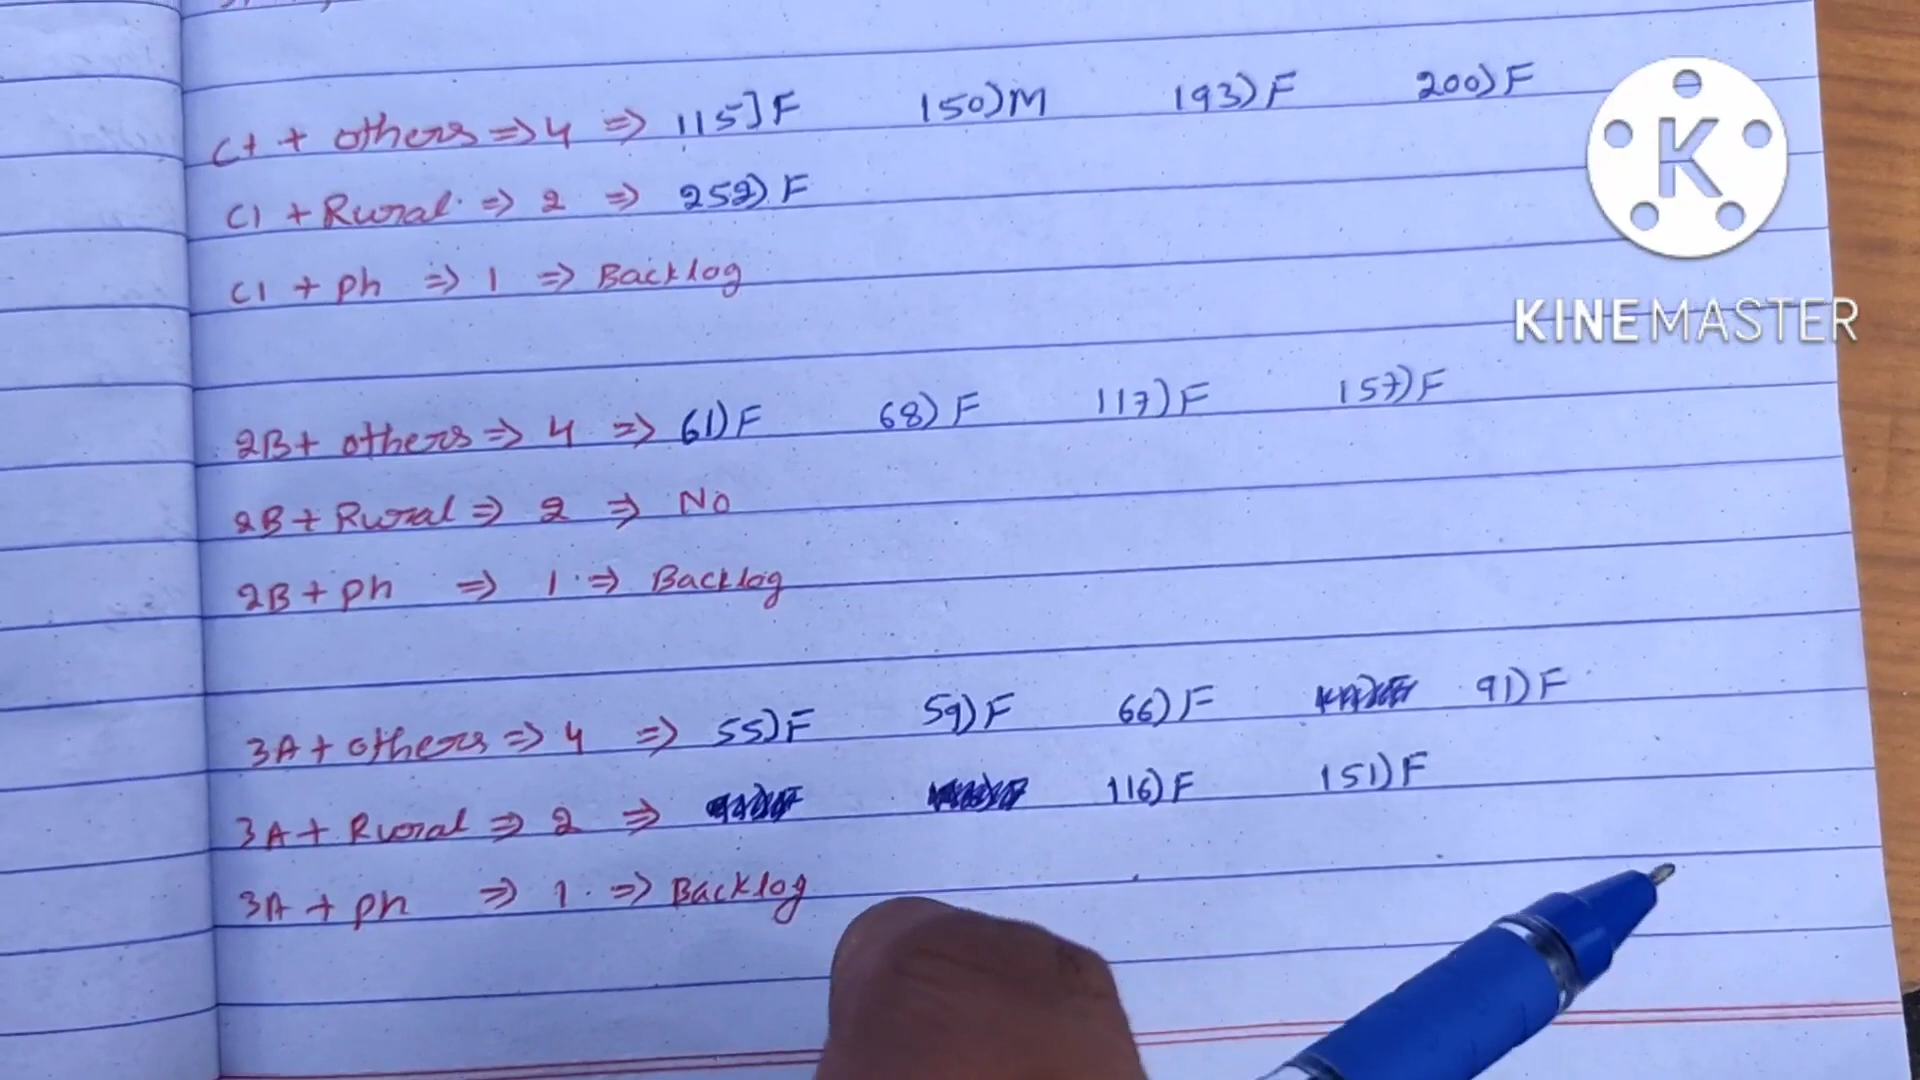 C1 + others => 4 => 115] F 150) M 193) F 200) F
C1 + Rural => 2 => 252) F
C1 + ph => 1 => Backlog
K
KINEMASTER
2B + others => 4 => 61) F 68) F 117) F 157) F
2B + Rural => 2 => No
2B + ph => 1 => Backlog
3A + others => 4 => 55) F 59) F 66) F 91) F
3A + Rural => 2 => 116) F 151) F
3A + ph => 1 => Backlog